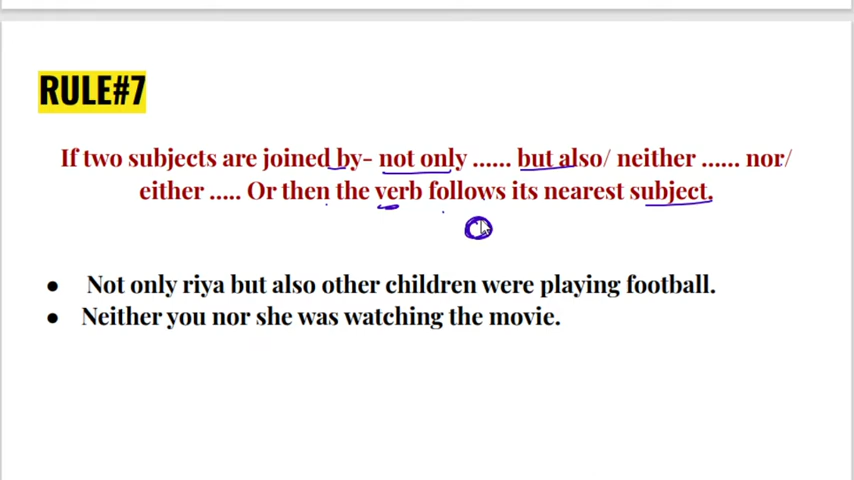 RULE#7
If two subjects are joined by- not only ...... but also/ neither ...... nor/
either ..... Or then the verb follows its nearest subject.
● Not only riya but also other children were playing football.
● Neither you nor she was watching the movie.